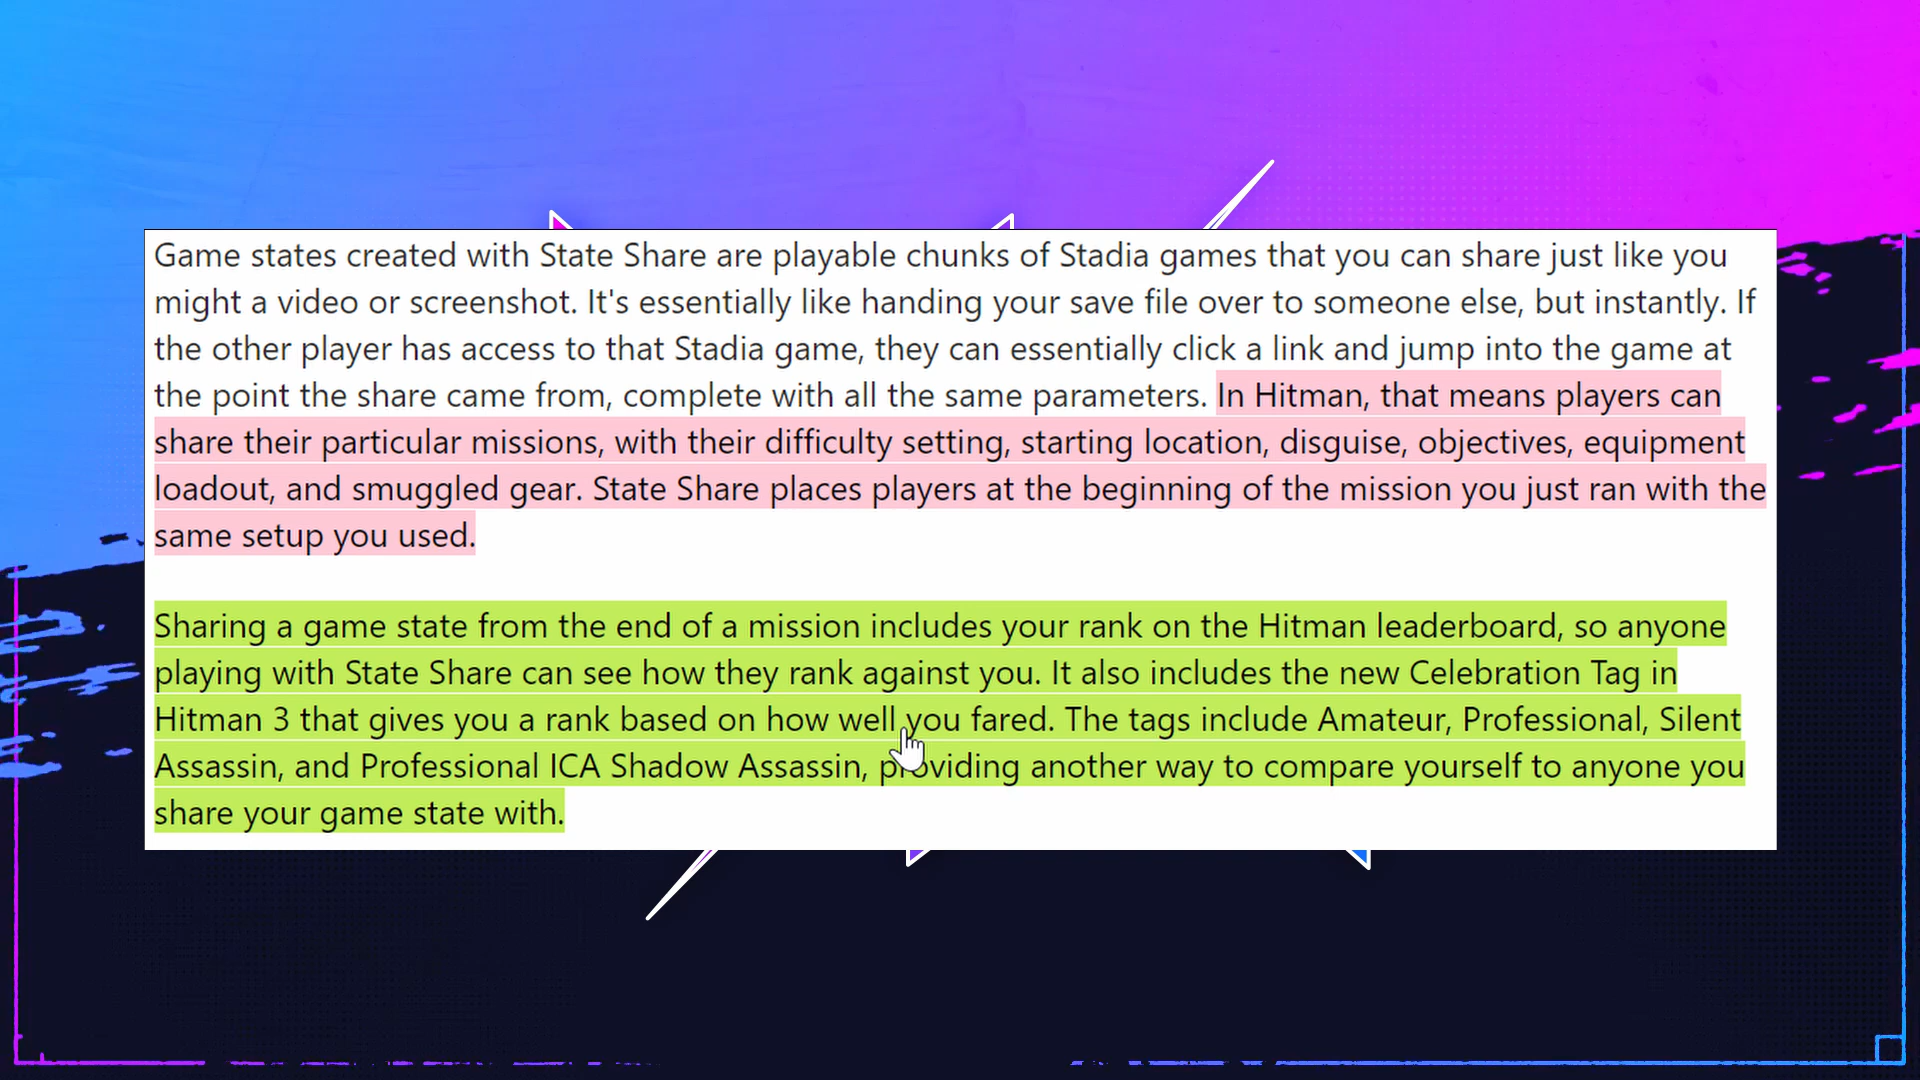 Game states created with State Share are playable chunks of Stadia games that you can share just like you
might a video or screenshot. It's essentially like handing your save file over to someone else, but instantly. If
the other player has access to that Stadia game, they can essentially click a link and jump into the game at
the point the share came from, complete with all the same parameters. In Hitman, that means players can
share their particular missions, with their difficulty setting, starting location, disguise, objectives, equipment
loadout, and smuggled gear. State Share places players at the beginning of the mission you just ran with the
same setup you used.
Sharing a game state from the end of a mission includes your rank on the Hitman leaderboard, so anyone
playing with State Share can see how they rank against you. It also includes the new Celebration Tag in
Hitman 3 that gives you a rank based on how well you fared. The tags include Amateur, Professional, Silent
Assassin, and Professional ICA Shadow Assassin, providing another way to compare yourself to anyone you
share your game state with.